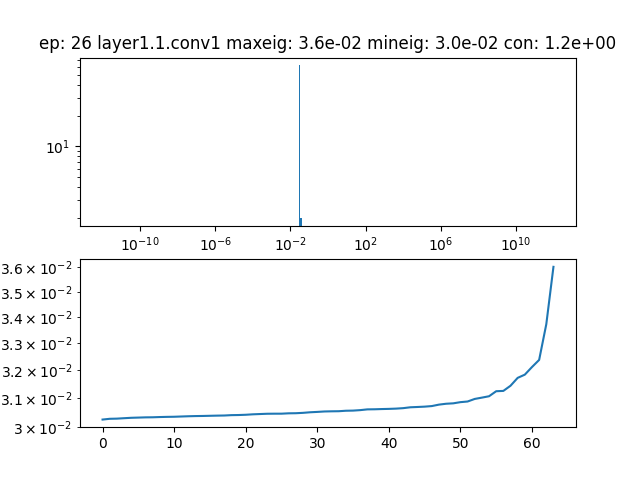 ep: 26 layer1.1.conv1 maxeig: 3.6e-02 mineig: 3.0e-02 con: 1.2e+00
10¹
10⁻¹⁰ 10⁻⁶ 10⁻² 10² 10⁶ 10¹⁰
3.6 × 10⁻²
3.5 × 10⁻²
3.4 × 10⁻²
3.3 × 10⁻²
3.2 × 10⁻²
3.1 × 10⁻²
3 × 10⁻²
0 10 20 30 40 50 60